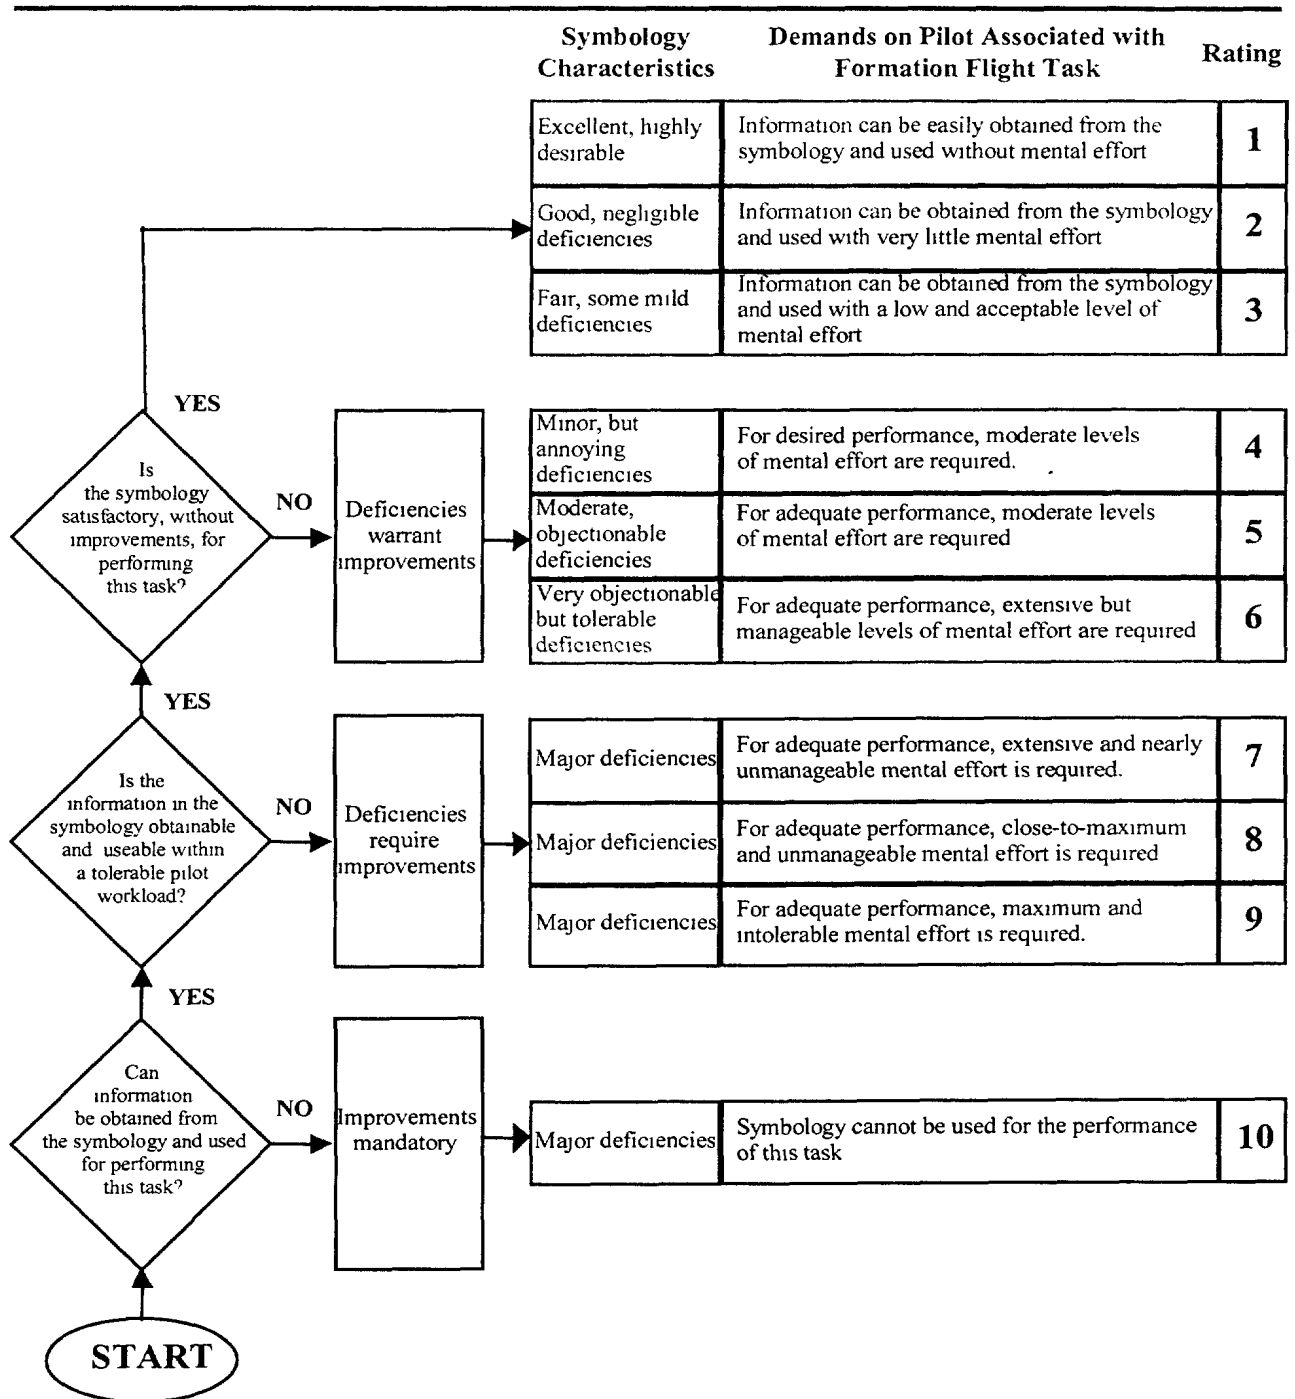 Symbology
Characteristics
Demands on Pilot Associated with
Formation Flight Task
Rating
Excellent, highly
desirable
Information can be easily obtained from the
symbology and used without mental effort
1
Good, negligible
deficiencies
Information can be obtained from the symbology
and used with very little mental effort
2
Fair, some mild
deficiencies
Information can be obtained from the symbology
and used with a low and acceptable level of
mental effort
3
YES
Is
the symbology
satisfactory, without
improvements, for
performing
this task?
NO
Deficiencies
warrant
improvements
Minor, but
annoying
deficiencies
For desired performance, moderate levels
of mental effort are required.
4
Moderate,
objectionable
deficiencies
For adequate performance, moderate levels
of mental effort are required
5
Very objectionable
but tolerable
deficiencies
For adequate performance, extensive but
manageable levels of mental effort are required
6
YES
Is the
information in the
symbology obtainable
and useable within
a tolerable pilot
workload?
NO
Deficiencies
require
improvements
Major deficiencies
For adequate performance, extensive and nearly
unmanageable mental effort is required.
7
Major deficiencies
For adequate performance, close-to-maximum
and unmanageable mental effort is required
8
Major deficiencies
For adequate performance, maximum and
intolerable mental effort is required.
9
YES
Can
information
be obtained from
the symbology and used
for performing
this task?
NO
Improvements
mandatory
Major deficiencies
Symbology cannot be used for the performance
of this task
10
START